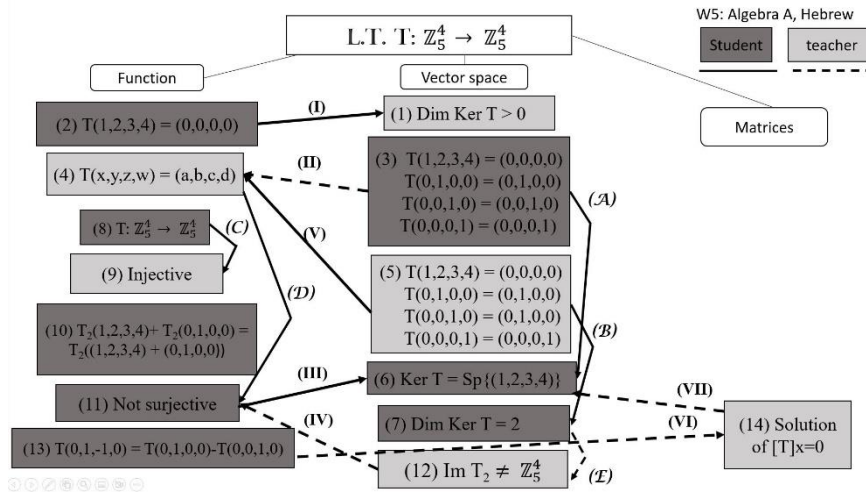 W5: Algebra A, Hebrew
L.T. T: ℤ₅⁴ → ℤ₅⁴
Student
teacher
Function
Vector space
Matrices
(2) T(1,2,3,4) = (0,0,0,0)
(I)
(1) Dim Ker T > 0
(4) T(x,y,z,w) = (a,b,c,d)
(II)
(3) T(1,2,3,4) = (0,0,0,0)
T(0,1,0,0) = (0,1,0,0)
T(0,0,1,0) = (0,0,1,0)
T(0,0,0,1) = (0,0,0,1)
(A)
(8) T: ℤ₅⁴ → ℤ₅⁴
(C)
(V)
(9) Injective
(D)
(5) T(1,2,3,4) = (0,0,0,0)
T(0,1,0,0) = (0,1,0,0)
T(0,0,1,0) = (0,1,0,0)
T(0,0,0,1) = (0,0,0,1)
(B)
(10) T₂(1,2,3,4)+ T₂(0,1,0,0) =
T₂((1,2,3,4) + (0,1,0,0))
(III)
(6) Ker T = Sp{(1,2,3,4)}
(VII)
(11) Not surjective
(IV)
(7) Dim Ker T = 2
(VI)
(14) Solution
of [T]x=0
(13) T(0,1,-1,0) = T(0,1,0,0)-T(0,0,1,0)
(12) Im T₂ ≠ ℤ₅⁴
(E)